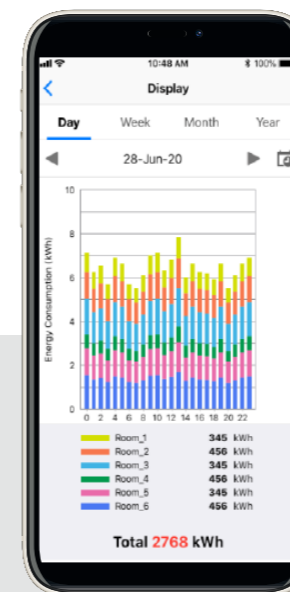 10:48 AM
100%
Display
Day Week Month Year
28-Jun-20
Energy Consumption (kWh)
10
8
6
4
2
0
0 2 4 6 8 10 12 14 16 18 20 22
Room_1 345 kWh
Room_2 456 kWh
Room_3 345 kWh
Room_4 456 kWh
Room_5 345 kWh
Room_6 456 kWh
Total 2768 kWh